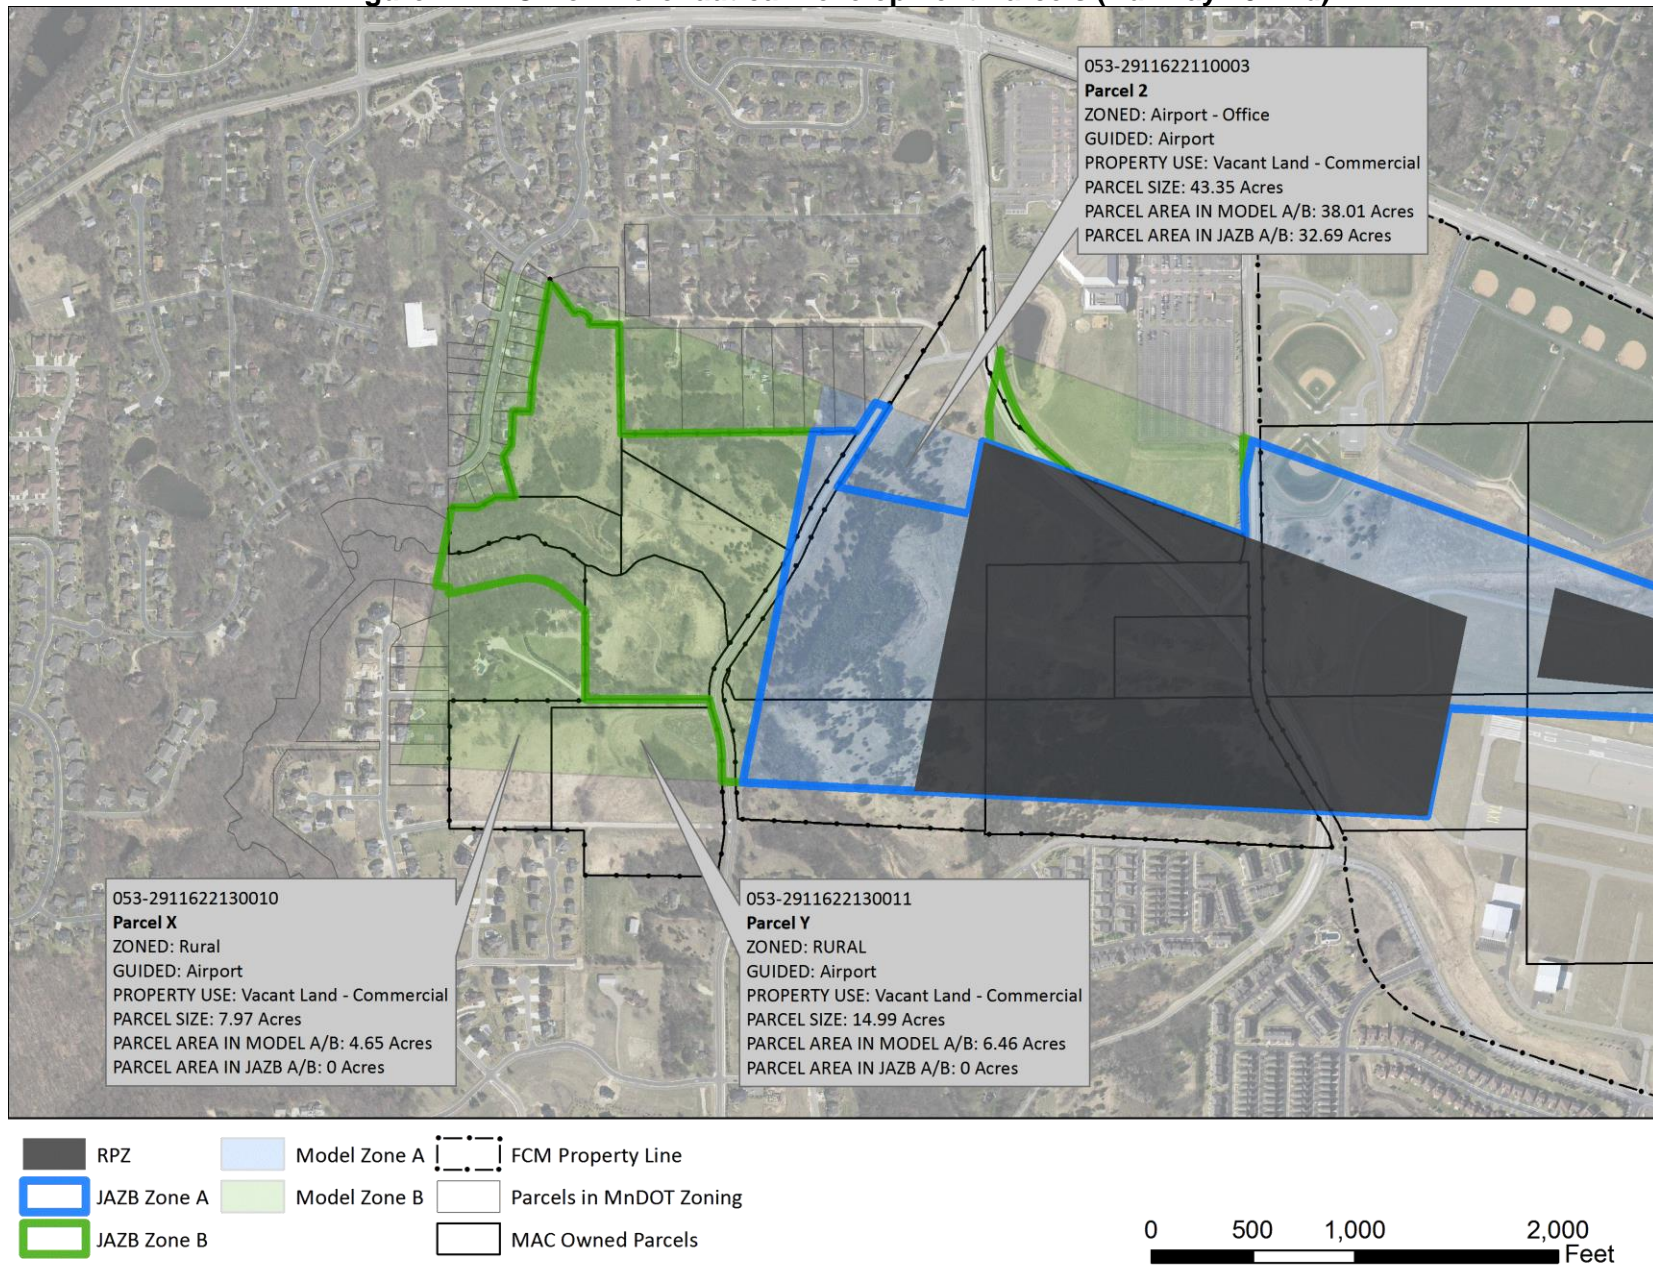 053-2911622110003
Parcel 2
ZONED: Airport - Office
GUIDED: Airport
PROPERTY USE: Vacant Land - Commercial
PARCEL SIZE: 43.35 Acres
PARCEL AREA IN MODEL A/B: 38.01 Acres
PARCEL AREA IN JAZB A/B: 32.69 Acres
053-2911622130010
Parcel X
ZONED: Rural
GUIDED: Airport
PROPERTY USE: Vacant Land - Commercial
PARCEL SIZE: 7.97 Acres
PARCEL AREA IN MODEL A/B: 4.65 Acres
PARCEL AREA IN JAZB A/B: 0 Acres
053-2911622130011
Parcel Y
ZONED: RURAL
GUIDED: Airport
PROPERTY USE: Vacant Land - Commercial
PARCEL SIZE: 14.99 Acres
PARCEL AREA IN MODEL A/B: 6.46 Acres
PARCEL AREA IN JAZB A/B: 0 Acres
RPZ
JAZB Zone A
JAZB Zone B
Model Zone A
Model Zone B
FCM Property Line
Parcels in MnDOT Zoning
MAC Owned Parcels
0 500 1,000 2,000
Feet